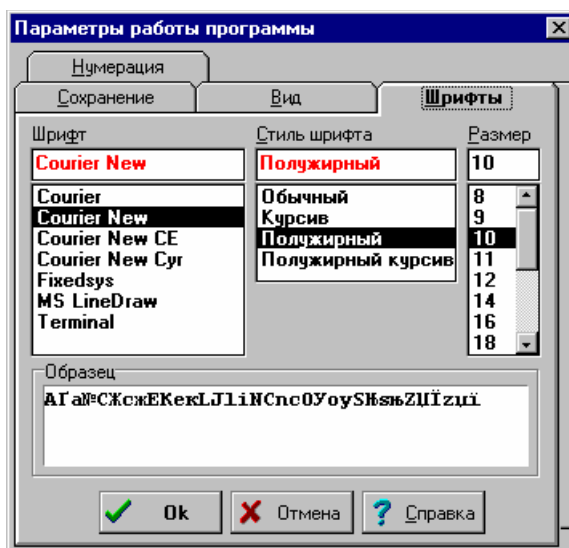 Параметры работы программы
Нумерация
Сохранение Вид Шрифты
Шрифт Стиль шрифта Размер
Courier New Полужирный 10
Courier Обычный 8
Courier New Курсив 9
Courier New CE Полужирный 10
Courier New Cyr Полужирный курсив 11
Fixedsys 12
MS LineDraw 14
Terminal 16
18
Образец
АҐа№СЖсжЕКекLJliNCncОУоуSЊsњZЏЇzџї
Ok Отмена Справка